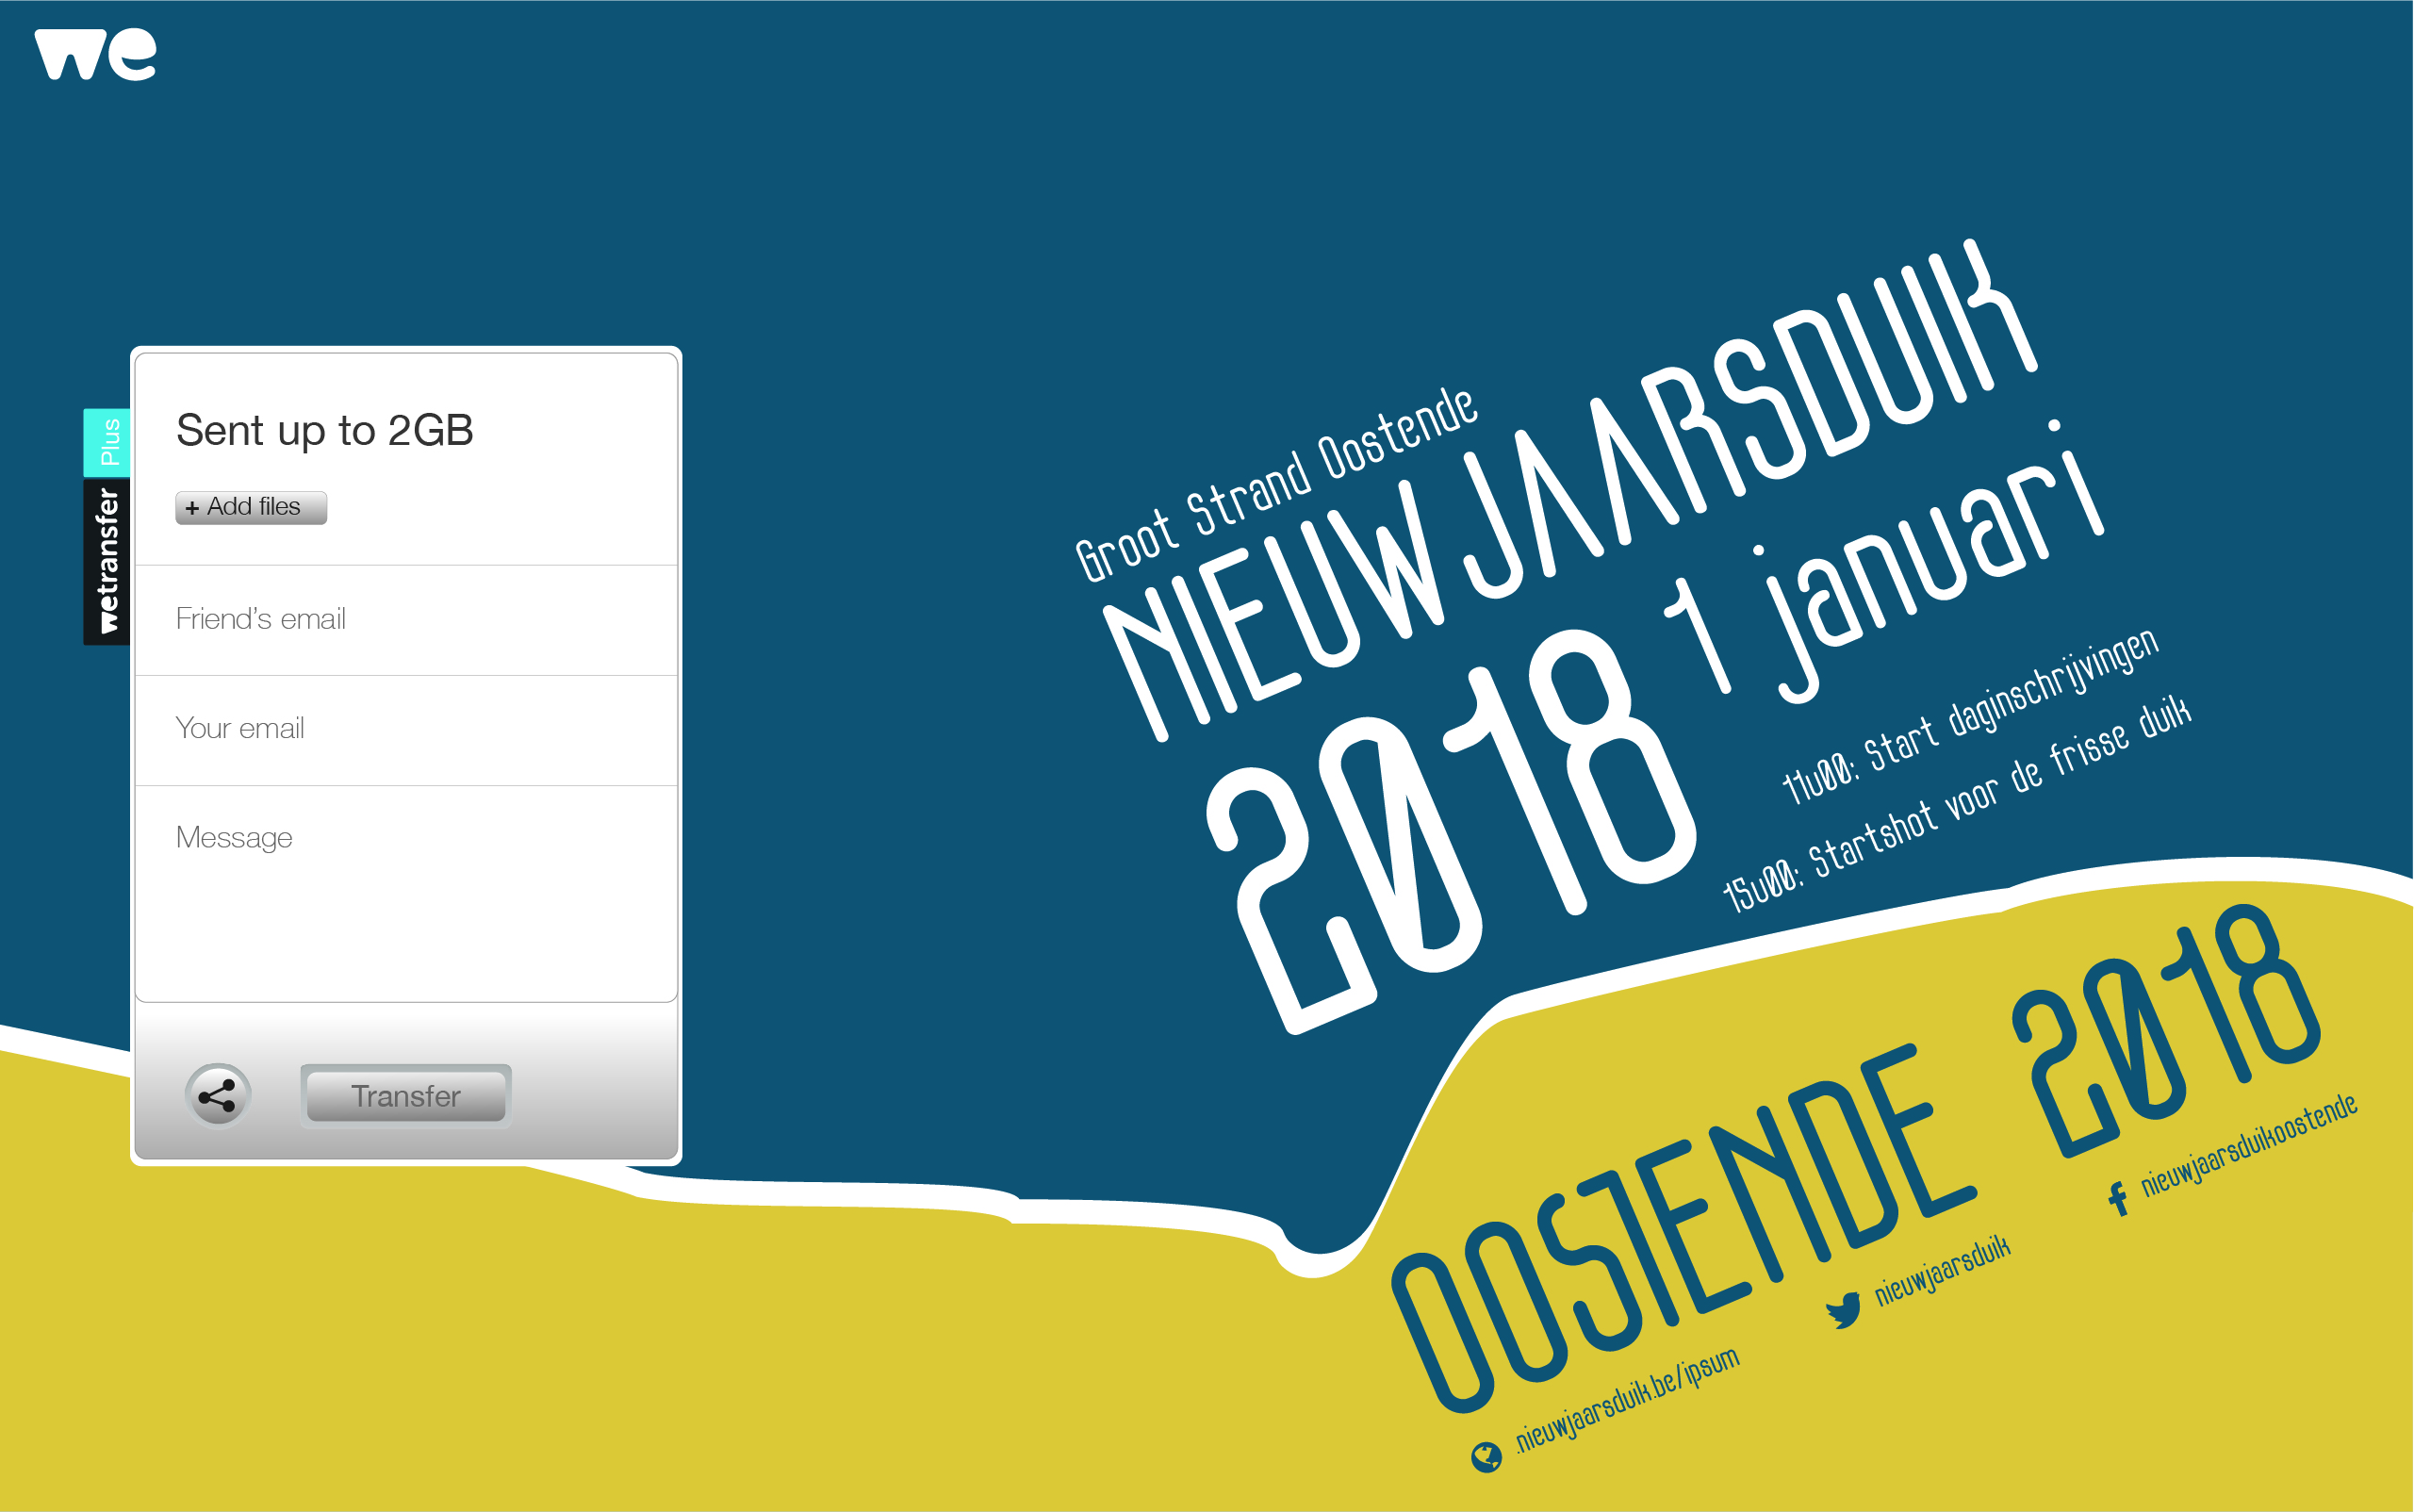 we
Plus
wetransfer
Sent up to 2GB
+ Add files
Friend's email
Your email
Message
Transfer
Groot Strand Oostende
NIEUWJAARSDUIK
2018 1 januari
11u00: Start daginschrijvingen
15u00: Startshot voor de frisse duik
OOSTENDE 2018
nieuwjaarsduikoostende
nieuwjaarsduik
.nieuwjaarsduik.be/ipsum